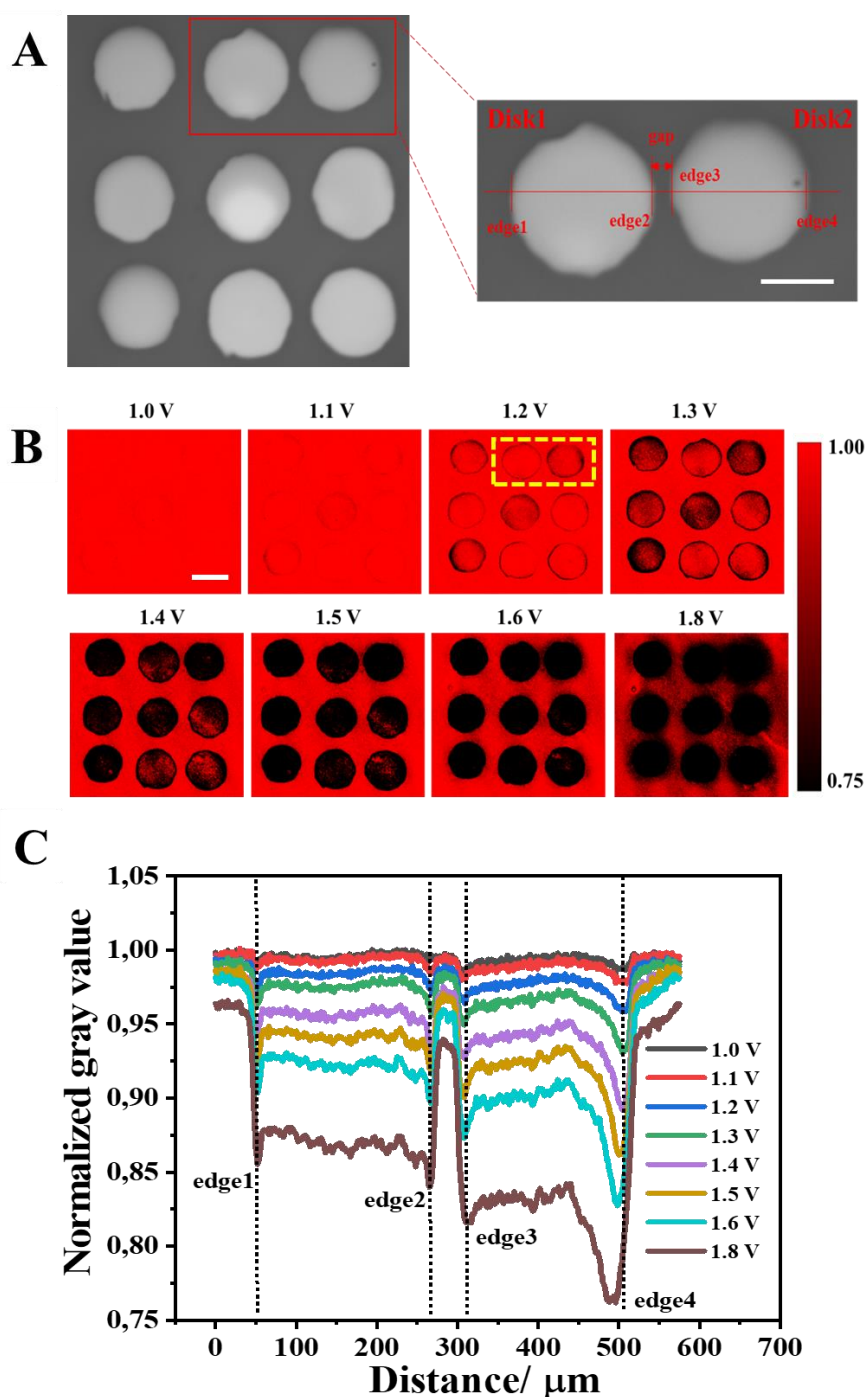 A
Disk1
Disk2
gap
edge3
edge1
edge2
edge4
B
1.0 V
1.1 V
1.2 V
1.3 V
1.00
1.4 V
1.5 V
1.6 V
1.8 V
0.75
C
1,05
1,00
0,95
0,90
0,85
0,80
0,75
Normalized gray value
1.0 V
1.1 V
1.2 V
1.3 V
1.4 V
1.5 V
1.6 V
1.8 V
edge1
edge2
edge3
edge4
0
100
200
300
400
500
600
700
Distance/ μm